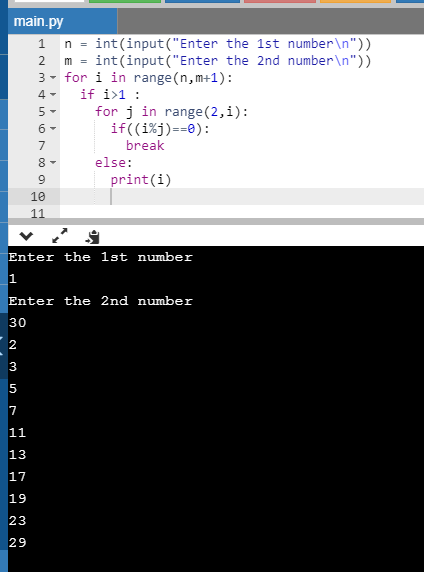 main.py
1 n = int(input("Enter the 1st number\n"))
2 m = int(input("Enter the 2nd number\n"))
3 for i in range(n,m+1):
4   if i>1 :
5     for j in range(2,i):
6       if((i%j)==0):
7         break
8     else:
9       print(i)
10
11
Enter the 1st number
1
Enter the 2nd number
30
2
3
5
7
11
13
17
19
23
29